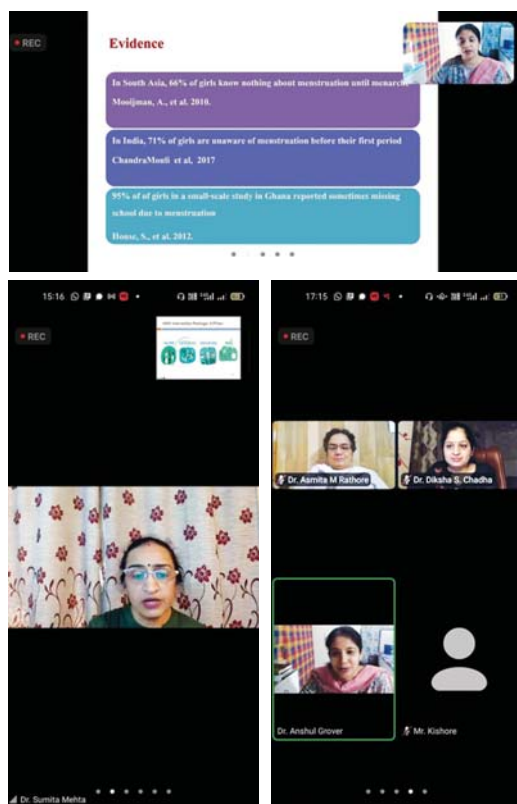 REC
Evidence
In South Asia, 66% of girls know nothing about menstruation until menarche
Mooijman, A., et al. 2010.
In India, 71% of girls are unaware of menstruation before their first period
ChandraMouli et al, 2017
95% of of girls in a small-scale study in Ghana reported sometimes missing
school due to menstruation
House, S., et al. 2012.
15:16
REC
Dr. Sumita Mehta
17:15
REC
Dr. Asmita M Rathore
Dr. Diksha S. Chadha
Dr. Anshul Grover
Mr. Kishore